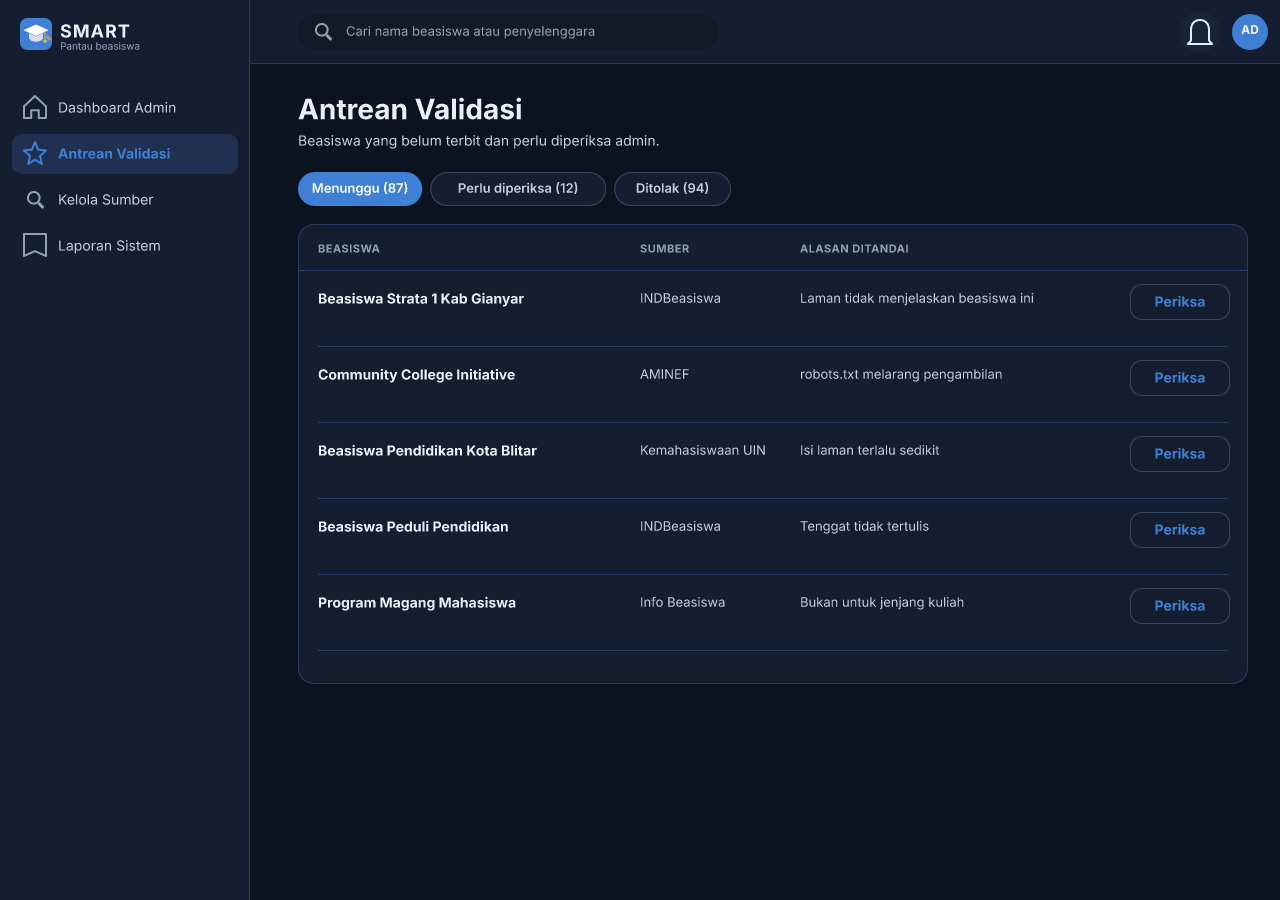 SMART
Pantau beasiswa
Cari nama beasiswa atau penyelenggara
AD
Dashboard Admin
Antrean Validasi
Kelola Sumber
Laporan Sistem
Antrean Validasi
Beasiswa yang belum terbit dan perlu diperiksa admin.
Menunggu (87) Perlu diperiksa (12) Ditolak (94)
BEASISWA SUMBER ALASAN DITANDAI
Beasiswa Strata 1 Kab Gianyar INDBeasiswa Laman tidak menjelaskan beasiswa ini Periksa
Community College Initiative AMINEF robots.txt melarang pengambilan Periksa
Beasiswa Pendidikan Kota Blitar Kemahasiswaan UIN Isi laman terlalu sedikit Periksa
Beasiswa Peduli Pendidikan INDBeasiswa Tenggat tidak tertulis Periksa
Program Magang Mahasiswa Info Beasiswa Bukan untuk jenjang kuliah Periksa